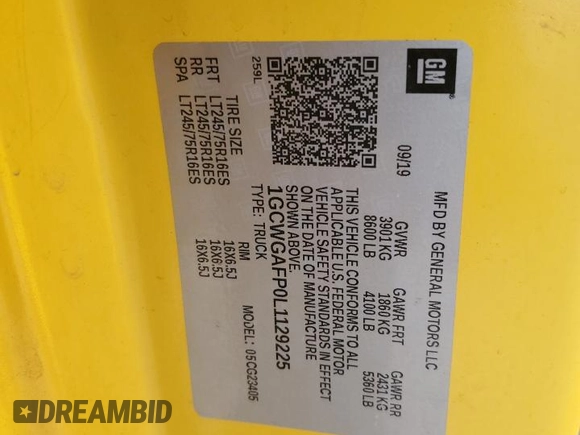 GM
MFD BY GENERAL MOTORS LLC
09/19
GVWR GAWR FRT GAWR RR
3901 KG 1860 KG 2431 KG
8600 LB 4100 LB 5360 LB
THIS VEHICLE CONFORMS TO ALL
APPLICABLE U.S. FEDERAL MOTOR
VEHICLE SAFETY STANDARDS IN EFFECT
ON THE DATE OF MANUFACTURE
SHOWN ABOVE.
1GCWGAFP0L1129225
TYPE: TRUCK MODEL: 05CG23405
259L
TIRE SIZE RIM
FRT LT245/75R16ES 16X6.5J
RR LT245/75R16ES 16X6.5J
SPA LT245/75R16ES 16X6.5J
DREAMBID